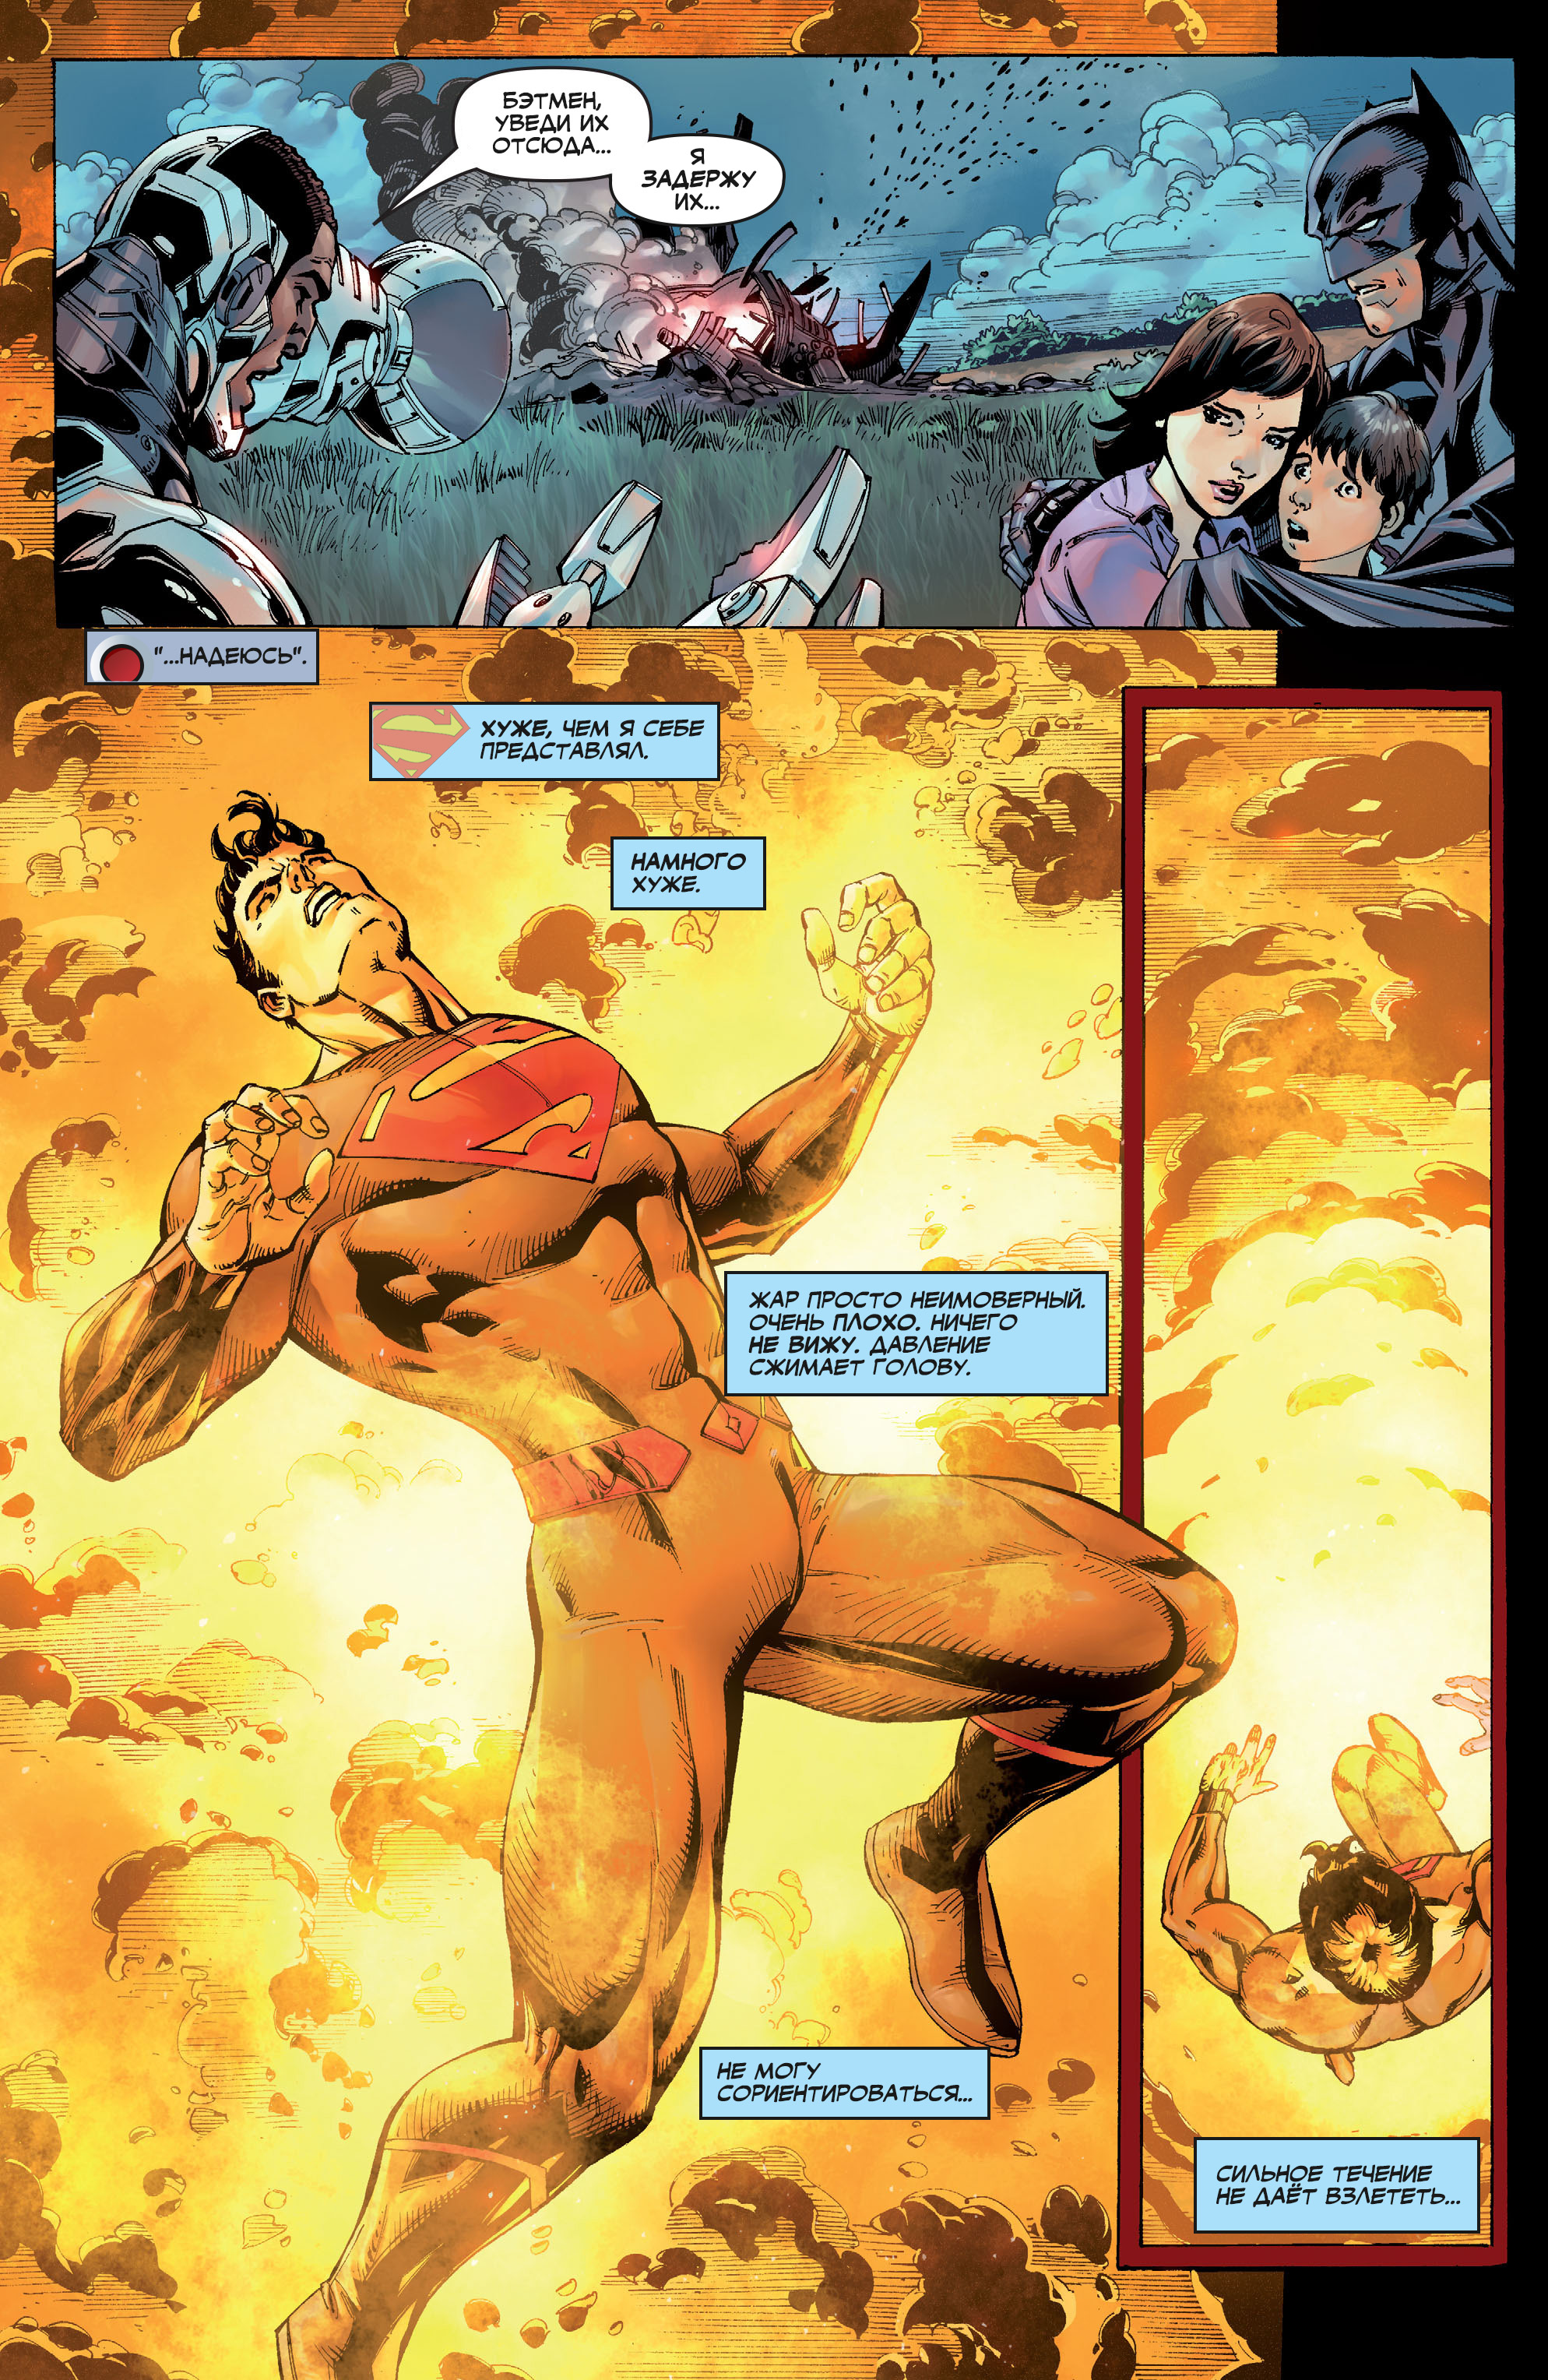 БЭТМЕН,
УВЕДИ ИХ
ОТСЮДА...
Я
ЗАДЕРЖУ
ИХ...
"...НАДЕЮСЬ".
ХУЖЕ, ЧЕМ Я СЕБЕ
ПРЕДСТАВЛЯЛ.
НАМНОГО
ХУЖЕ.
ЖАР ПРОСТО НЕИМОВЕРНЫЙ.
ОЧЕНЬ ПЛОХО. НИЧЕГО
НЕ ВИЖУ. ДАВЛЕНИЕ
СЖИМАЕТ ГОЛОВУ.
НЕ МОГУ
СОРИЕНТИРОВАТЬСЯ...
СИЛЬНОЕ ТЕЧЕНИЕ
НЕ ДАЁТ ВЗЛЕТЕТЬ...